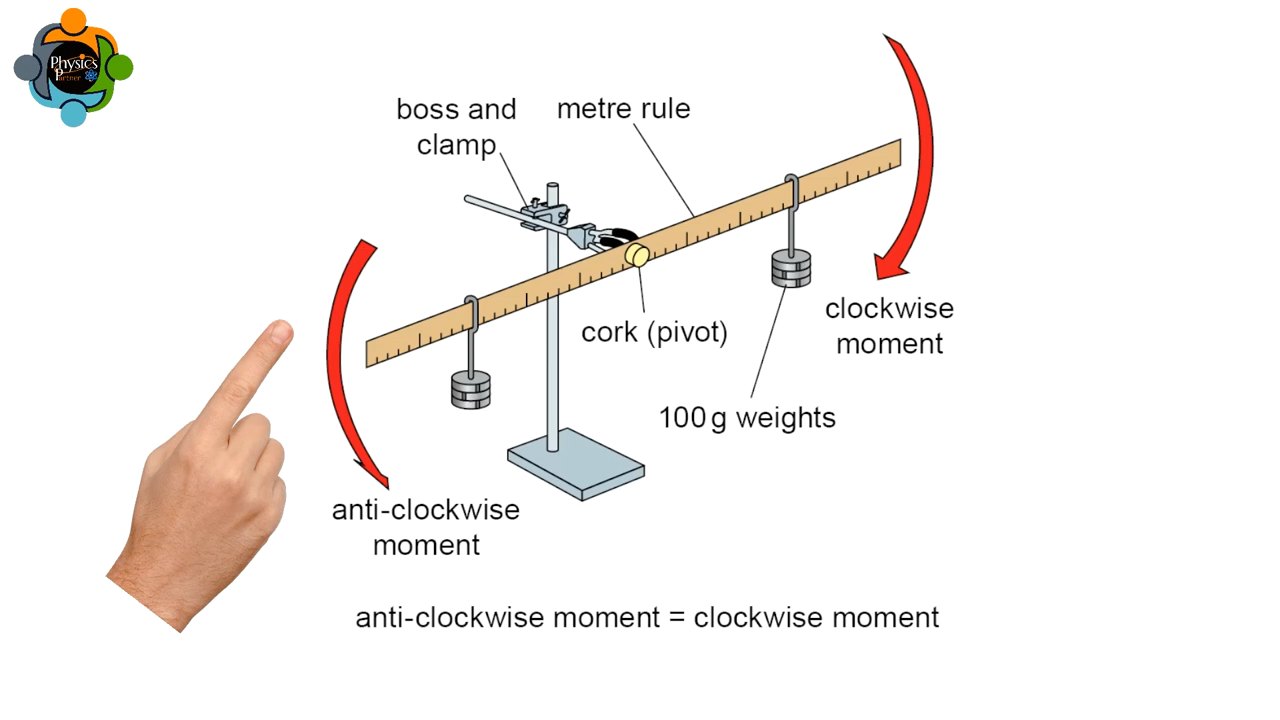 Physics
Partner
boss and
clamp
metre rule
cork (pivot)
clockwise
moment
100 g weights
anti-clockwise
moment
anti-clockwise moment = clockwise moment